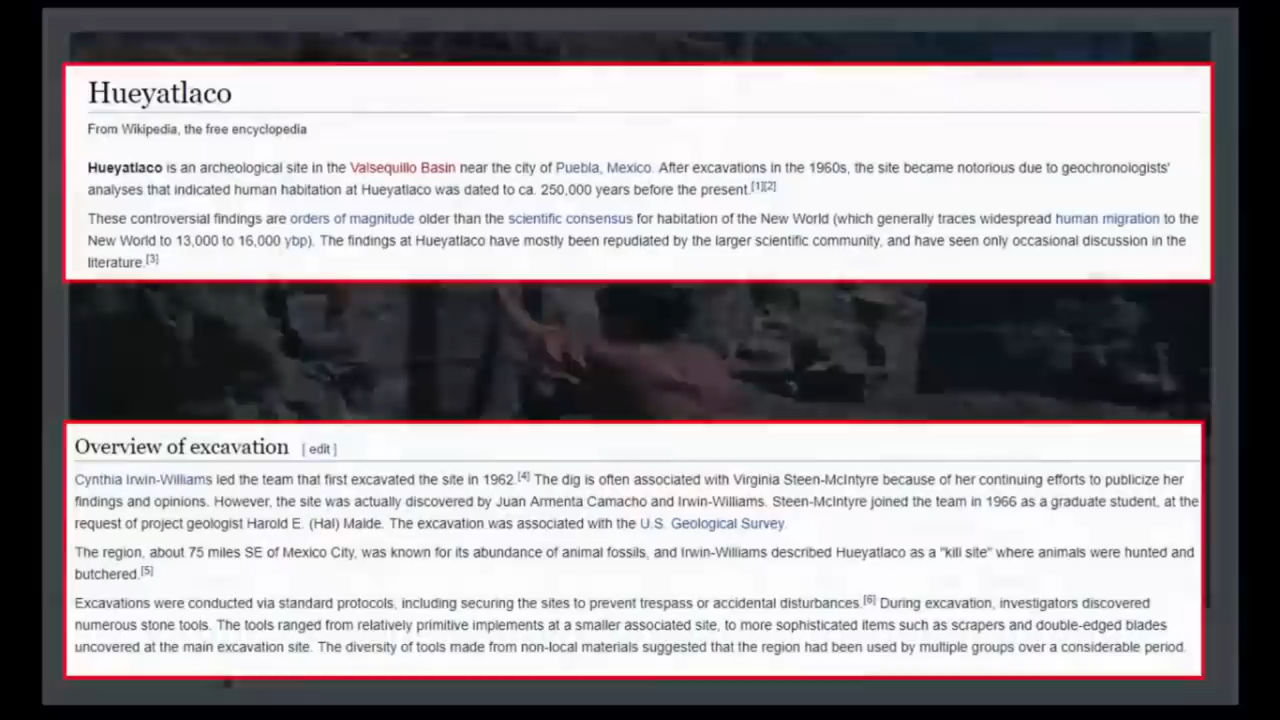 Hueyatlaco
From Wikipedia, the free encyclopedia
Hueyatlaco is an archeological site in the Valsequillo Basin near the city of Puebla, Mexico. After excavations in the 1960s, the site became notorious due to geochronologists'
analyses that indicated human habitation at Hueyatlaco was dated to ca. 250,000 years before the present.[1][2]
These controversial findings are orders of magnitude older than the scientific consensus for habitation of the New World (which generally traces widespread human migration to the
New World to 13,000 to 16,000 ybp). The findings at Hueyatlaco have mostly been repudiated by the larger scientific community, and have seen only occasional discussion in the
literature.[3]
Overview of excavation [ edit ]
Cynthia Irwin-Williams led the team that first excavated the site in 1962.[4] The dig is often associated with Virginia Steen-McIntyre because of her continuing efforts to publicize her
findings and opinions. However, the site was actually discovered by Juan Armenta Camacho and Irwin-Williams. Steen-McIntyre joined the team in 1966 as a graduate student, at the
request of project geologist Harold E. (Hal) Malde. The excavation was associated with the U.S. Geological Survey.
The region, about 75 miles SE of Mexico City, was known for its abundance of animal fossils, and Irwin-Williams described Hueyatlaco as a "kill site" where animals were hunted and
butchered.[5]
Excavations were conducted via standard protocols, including securing the sites to prevent trespass or accidental disturbances.[6] During excavation, investigators discovered
numerous stone tools. The tools ranged from relatively primitive implements at a smaller associated site, to more sophisticated items such as scrapers and double-edged blades
uncovered at the main excavation site. The diversity of tools made from non-local materials suggested that the region had been used by multiple groups over a considerable period.